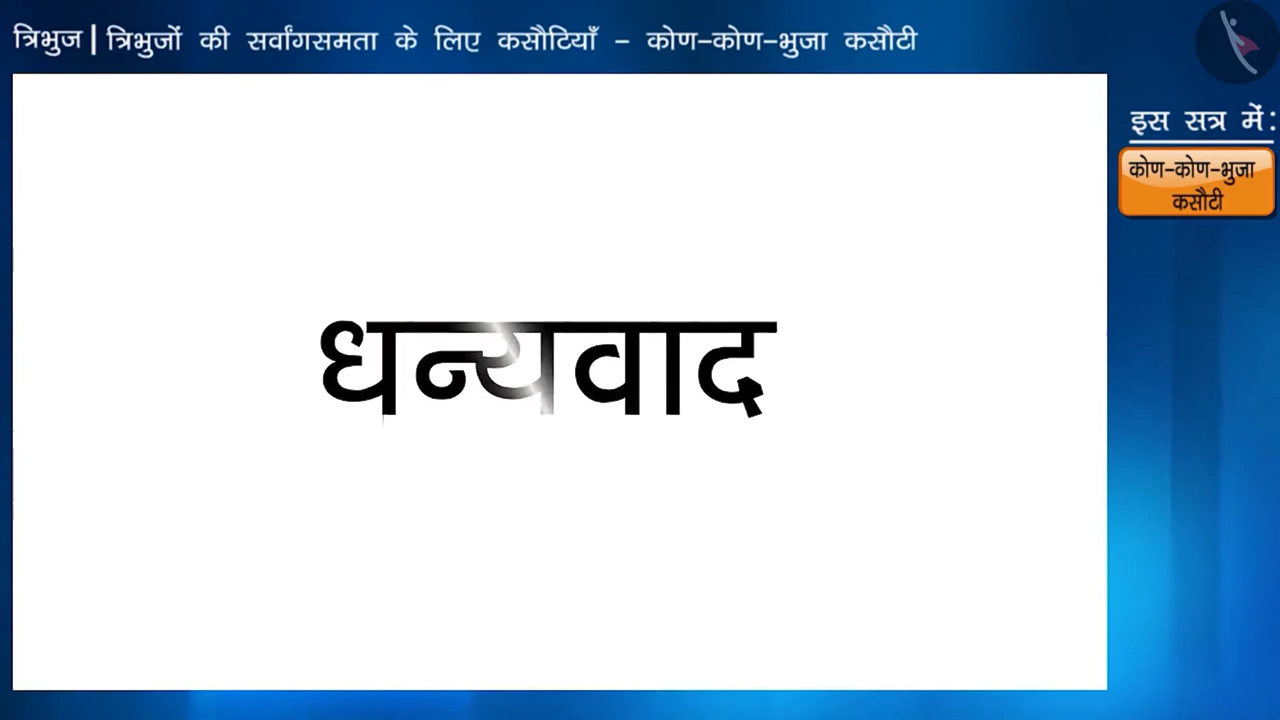 त्रिभुज | त्रिभुजों की सर्वांगसमता के लिए कसौटियाँ - कोण-कोण-भुजा कसौटी
इस सत्र में:
कोण-कोण-भुजा
कसौटी
धन्यवाद